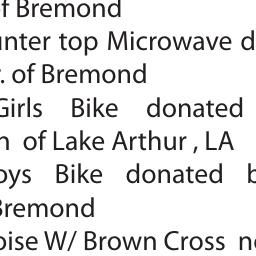 of Bremond
unter top Microwave d
r. of Bremond
Girls Bike donated
n of Lake Arthur , LA
oys Bike donated b
Bremond
oise W/ Brown Cross n